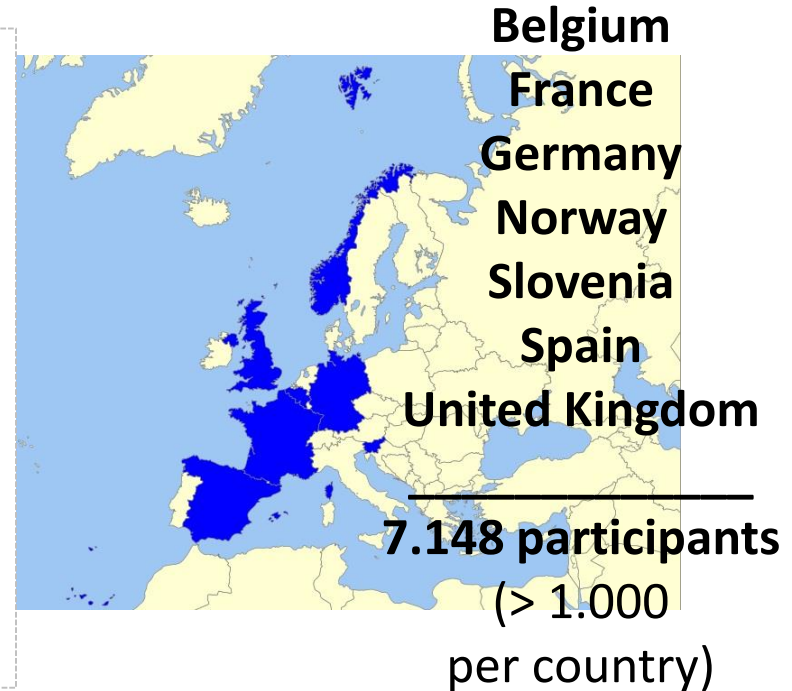 Belgium
France
Germany
Norway
Slovenia
Spain
United Kingdom
7.148 participants
(> 1.000
per country)